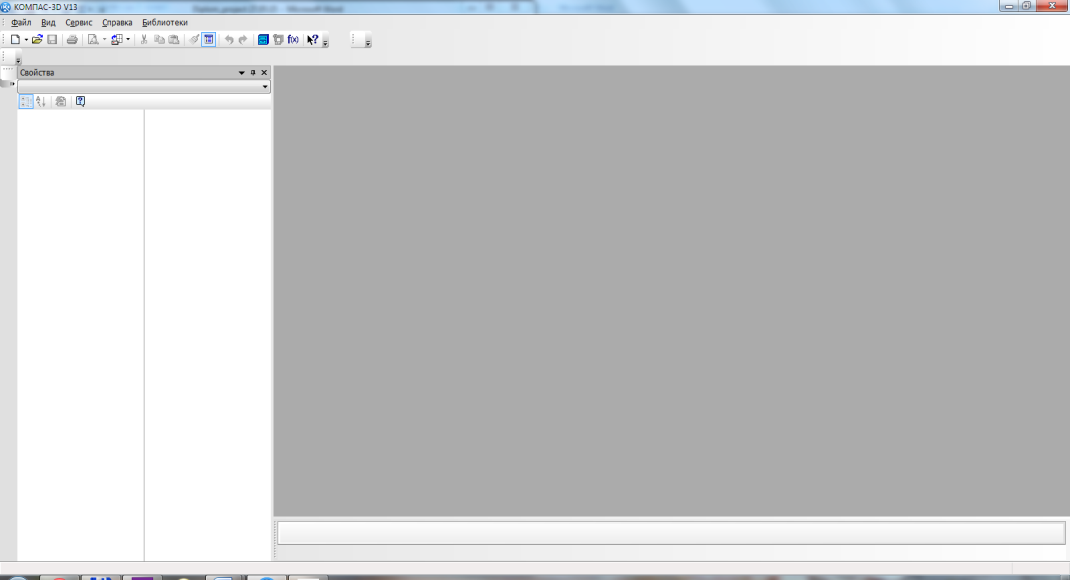 КОМПАС-3D V13
Файл Вид Сервис Справка Библиотеки
f(x)
Свойства